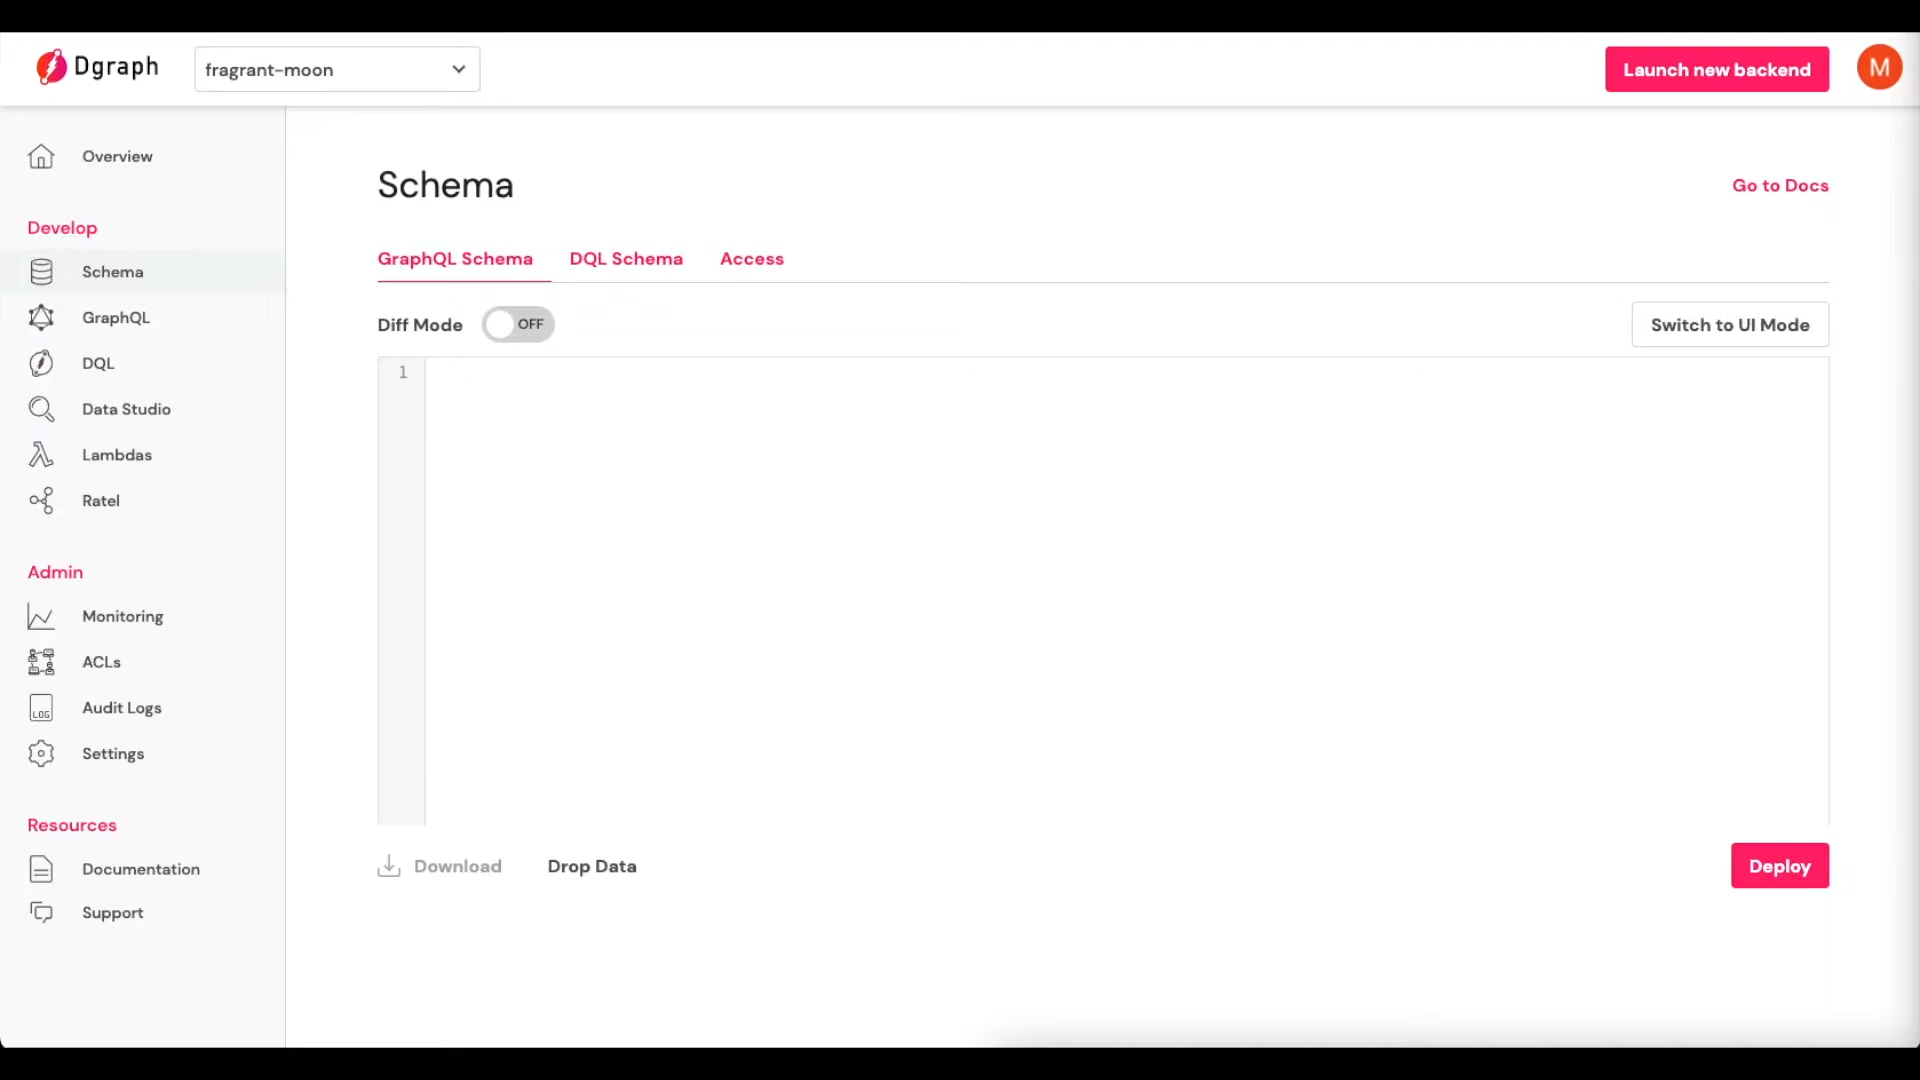 Dgraph
fragrant-moon
Launch new backend
M
Overview
Develop
Schema
GraphQL
DQL
Data Studio
Lambdas
Ratel
Admin
Monitoring
ACLs
LOG
Audit Logs
Settings
Resources
Documentation
Support
Schema
Go to Docs
GraphQL Schema
DQL Schema
Access
Diff Mode
OFF
Switch to UI Mode
1
Download
Drop Data
Deploy